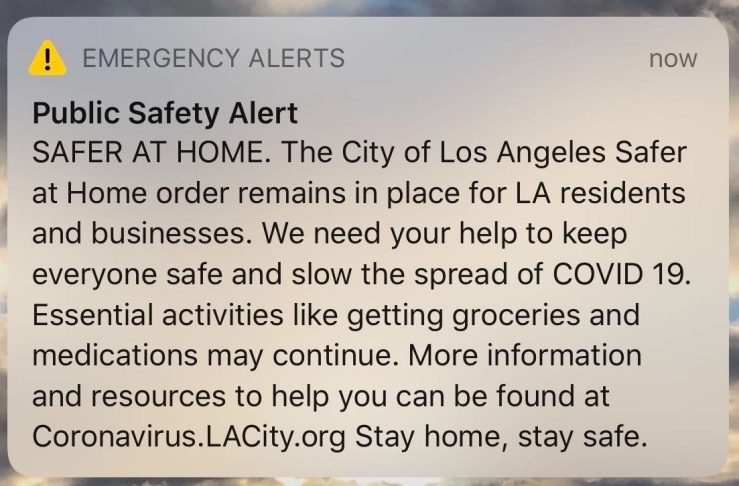 EMERGENCY ALERTS now
Public Safety Alert
SAFER AT HOME. The City of Los Angeles Safer
at Home order remains in place for LA residents
and businesses. We need your help to keep
everyone safe and slow the spread of COVID 19.
Essential activities like getting groceries and
medications may continue. More information
and resources to help you can be found at
Coronavirus.LACity.org Stay home, stay safe.